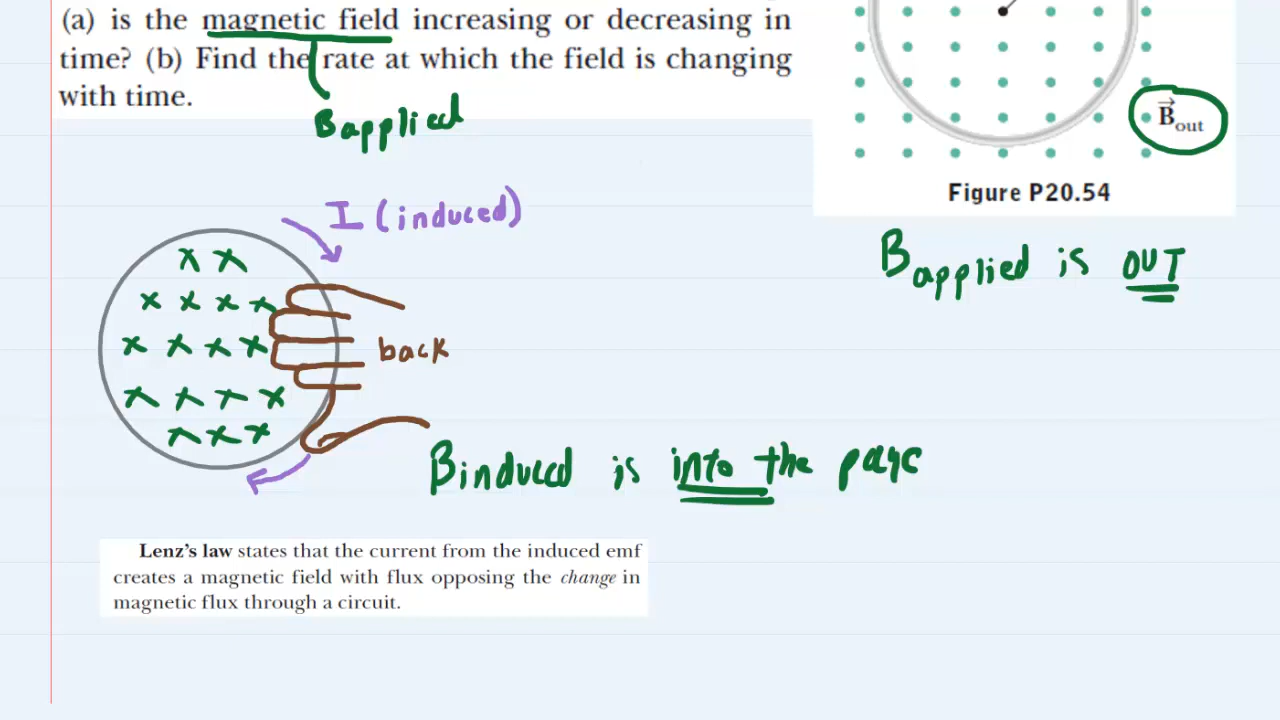 (a) is the magnetic field increasing or decreasing in
time? (b) Find the rate at which the field is changing
with time.
Bapplied
B⃗out
Figure P20.54
I (induced)
Bapplied is OUT
x x
x x x x
x x x x
back
x x x x
x x x
Binduced is into the page
Lenz's law states that the current from the induced emf
creates a magnetic field with flux opposing the change in
magnetic flux through a circuit.